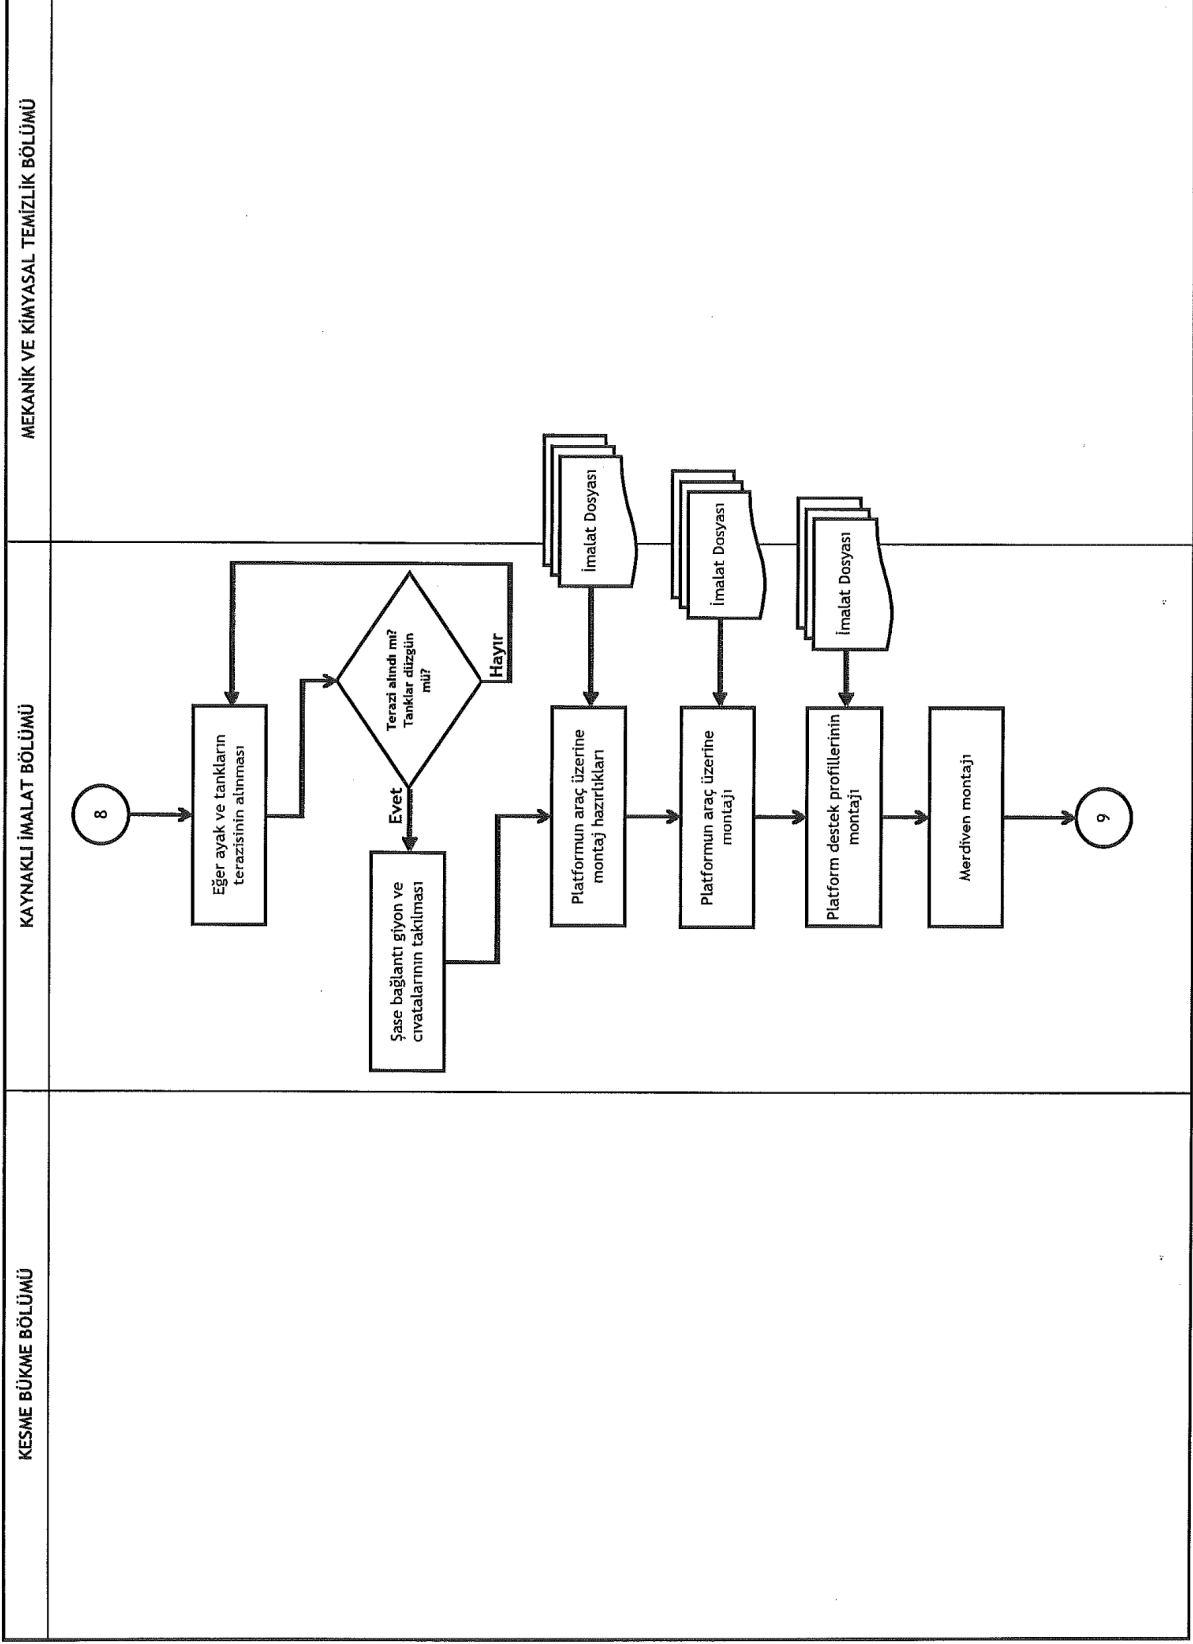 KESME BÜKME BÖLÜMÜ
KAYNAKLI İMALAT BÖLÜMÜ
MEKANİK VE KİMYASAL TEMİZLİK BÖLÜMÜ
8
Eğer ayak ve tankların
terazisinin alınması
Terazi alındı mı?
Tanklar düzgün
mü?
Evet
Hayır
Şase bağlantı giyon ve
cıvatalarının takılması
Platformun araç üzerine
montaj hazırlıkları
İmalat Dosyası
Platformun araç üzerine
montajı
İmalat Dosyası
Platform destek profillerinin
montajı
İmalat Dosyası
Merdiven montajı
9